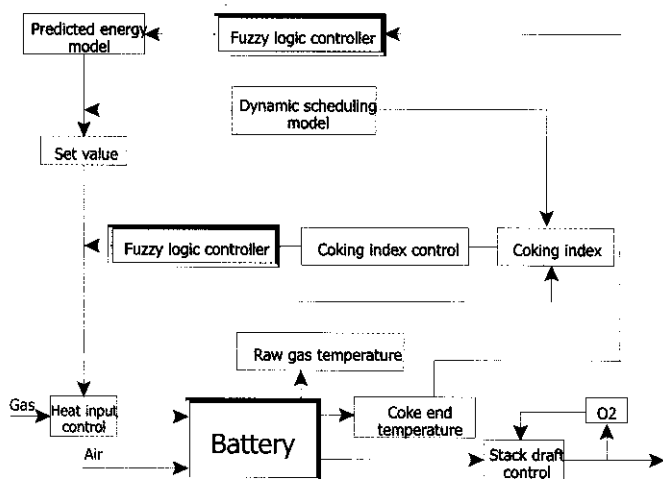 Predicted energy
model
Fuzzy logic controller
Dynamic scheduling
model
Set value
Fuzzy logic controller
Coking index control
Coking index
Raw gas temperature
Gas
Heat input
control
Coke end
temperature
O2
Battery
Air
Stack draft
control